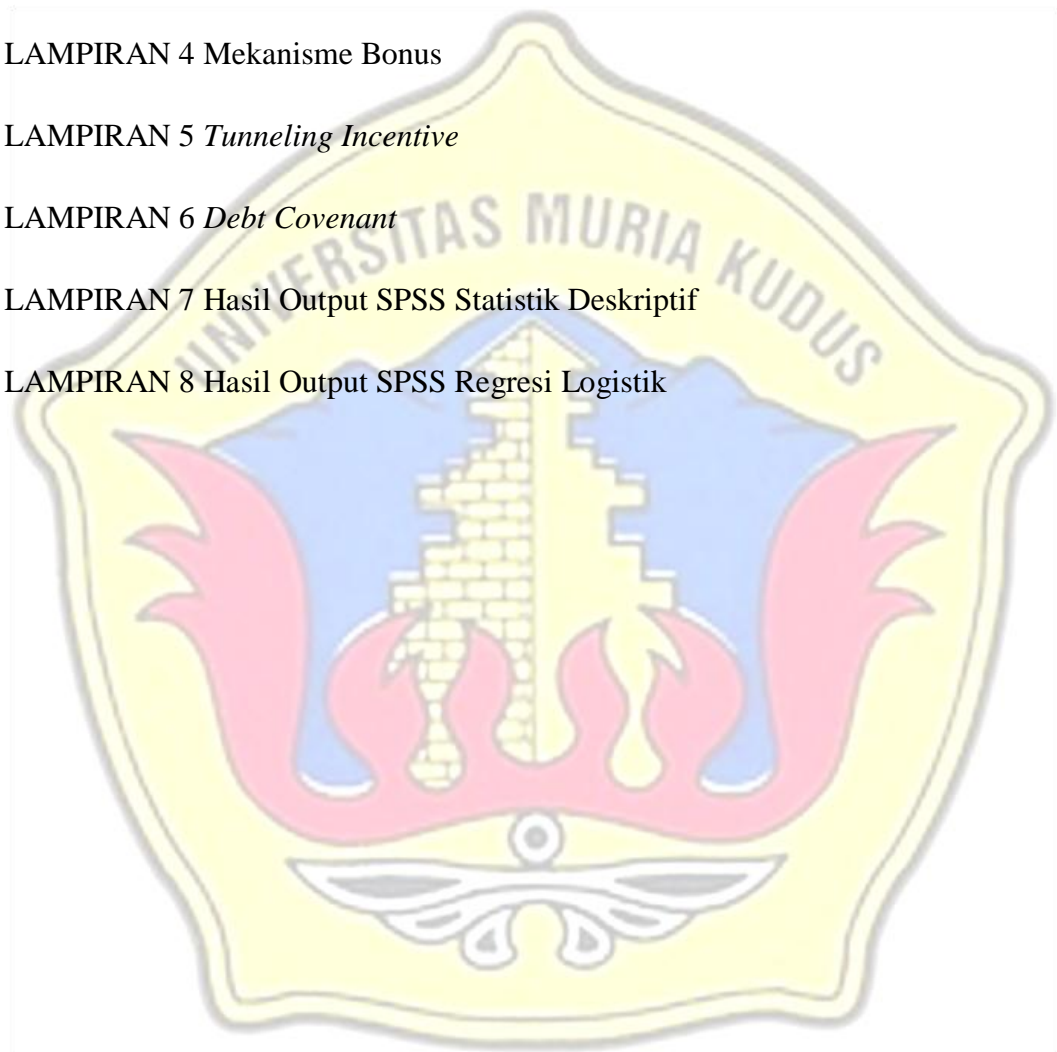 LAMPIRAN 4 Mekanisme Bonus
LAMPIRAN 5 Tunneling Incentive
LAMPIRAN 6 Debt Covenant
UNIVERSITAS MURIA KUDUS
LAMPIRAN 7 Hasil Output SPSS Statistik Deskriptif
LAMPIRAN 8 Hasil Output SPSS Regresi Logistik